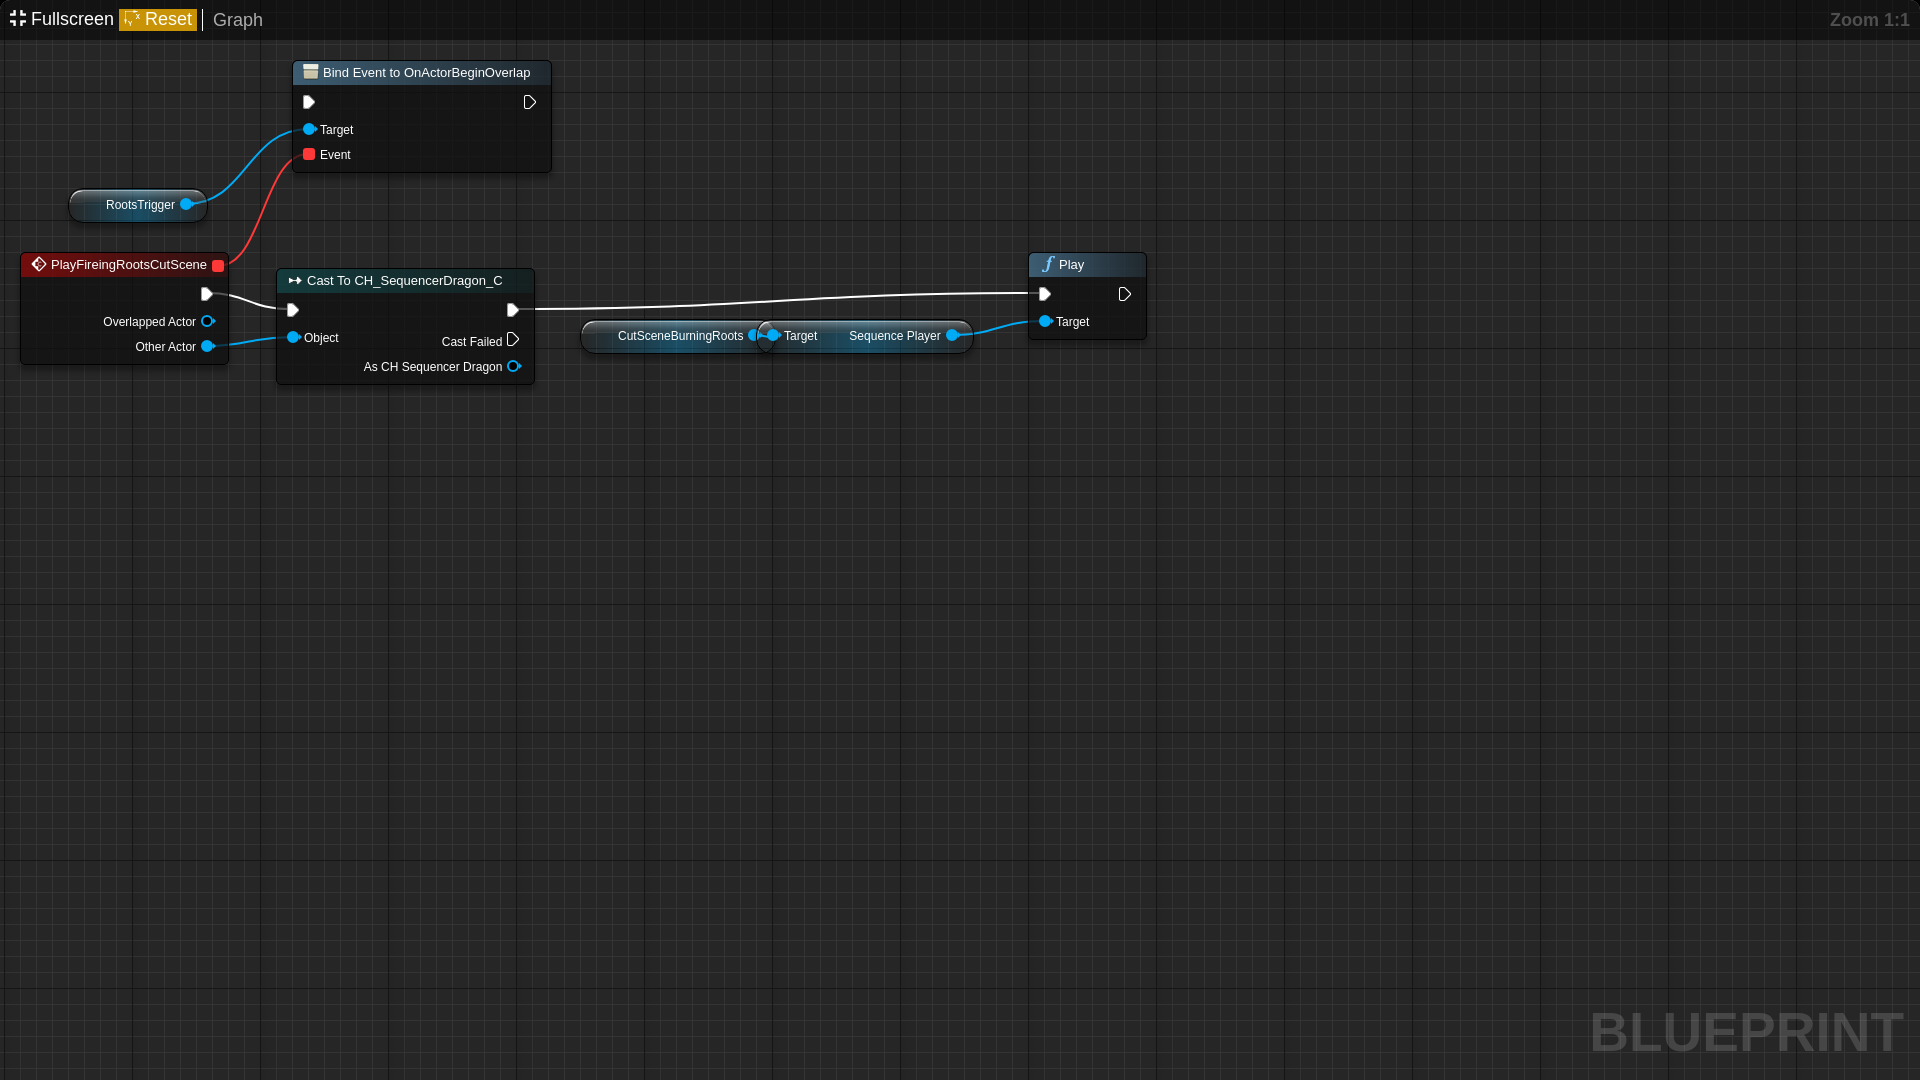 Fullscreen Reset Graph Zoom 1:1
Bind Event to OnActorBeginOverlap
Target
Event
RootsTrigger
PlayFireingRootsCutScene
Overlapped Actor
Other Actor
Cast To CH_SequencerDragon_C
Object
Cast Failed
As CH Sequencer Dragon
CutSceneBurningRoots
Target Sequence Player
Play
Target
BLUEPRINT